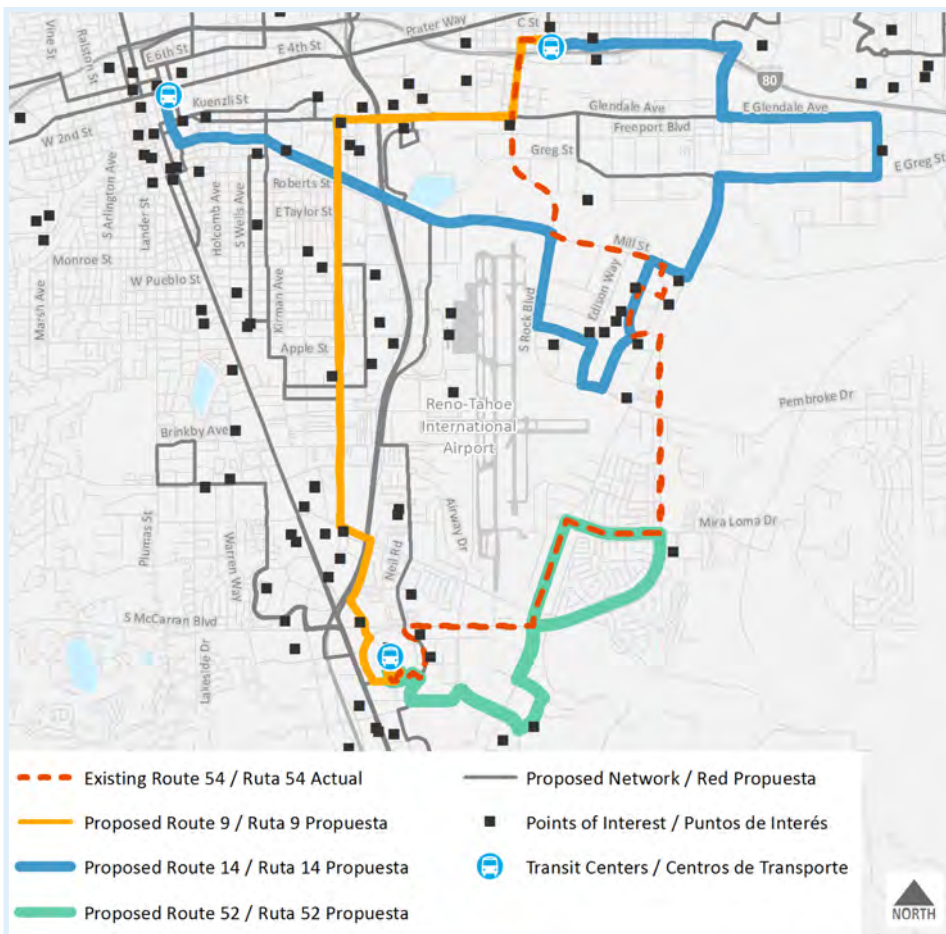 Vine St
Ralston St
E 6th St
E 4th St
Prater Way
C St
80
Kuenzli St
W 2nd St
Glendale Ave
E Glendale Ave
Freeport Blvd
Greg St
E Greg St
S Arlington Ave
Lander St
Holcomb Ave
S Wells Ave
Roberts St
E Taylor St
Monroe St
W Pueblo St
Kirman Ave
Mill St
Edison Way
S Rock Blvd
Marsh Ave
Apple St
Reno-Tahoe
International
Airport
Pembroke Dr
Brinkby Ave
Plumas St
Warren Way
Neil Rd
Airway Dr
Mira Loma Dr
S McCarran Blvd
Lakeside Dr
Existing Route 54 / Ruta 54 Actual
Proposed Route 9 / Ruta 9 Propuesta
Proposed Route 14 / Ruta 14 Propuesta
Proposed Route 52 / Ruta 52 Propuesta
Proposed Network / Red Propuesta
Points of Interest / Puntos de Interés
Transit Centers / Centros de Transporte
NORTH